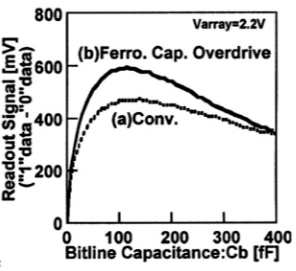 800
Varray=2.2V
(b)Ferro. Cap. Overdrive
600
(a)Conv.
400
200
0
Readout Signal [mV]
("1"data -"0"data)
0 100 200 300 400
Bitline Capacitance:Cb [fF]